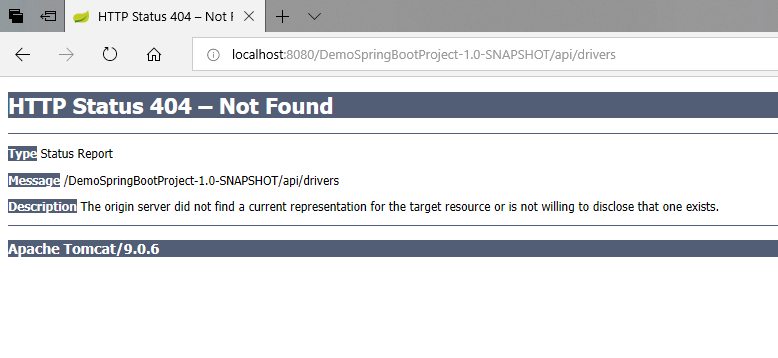 HTTP Status 404 – Not F
localhost:8080/DemoSpringBootProject-1.0-SNAPSHOT/api/drivers
HTTP Status 404 – Not Found
Type Status Report
Message /DemoSpringBootProject-1.0-SNAPSHOT/api/drivers
Description The origin server did not find a current representation for the target resource or is not willing to disclose that one exists.
Apache Tomcat/9.0.6